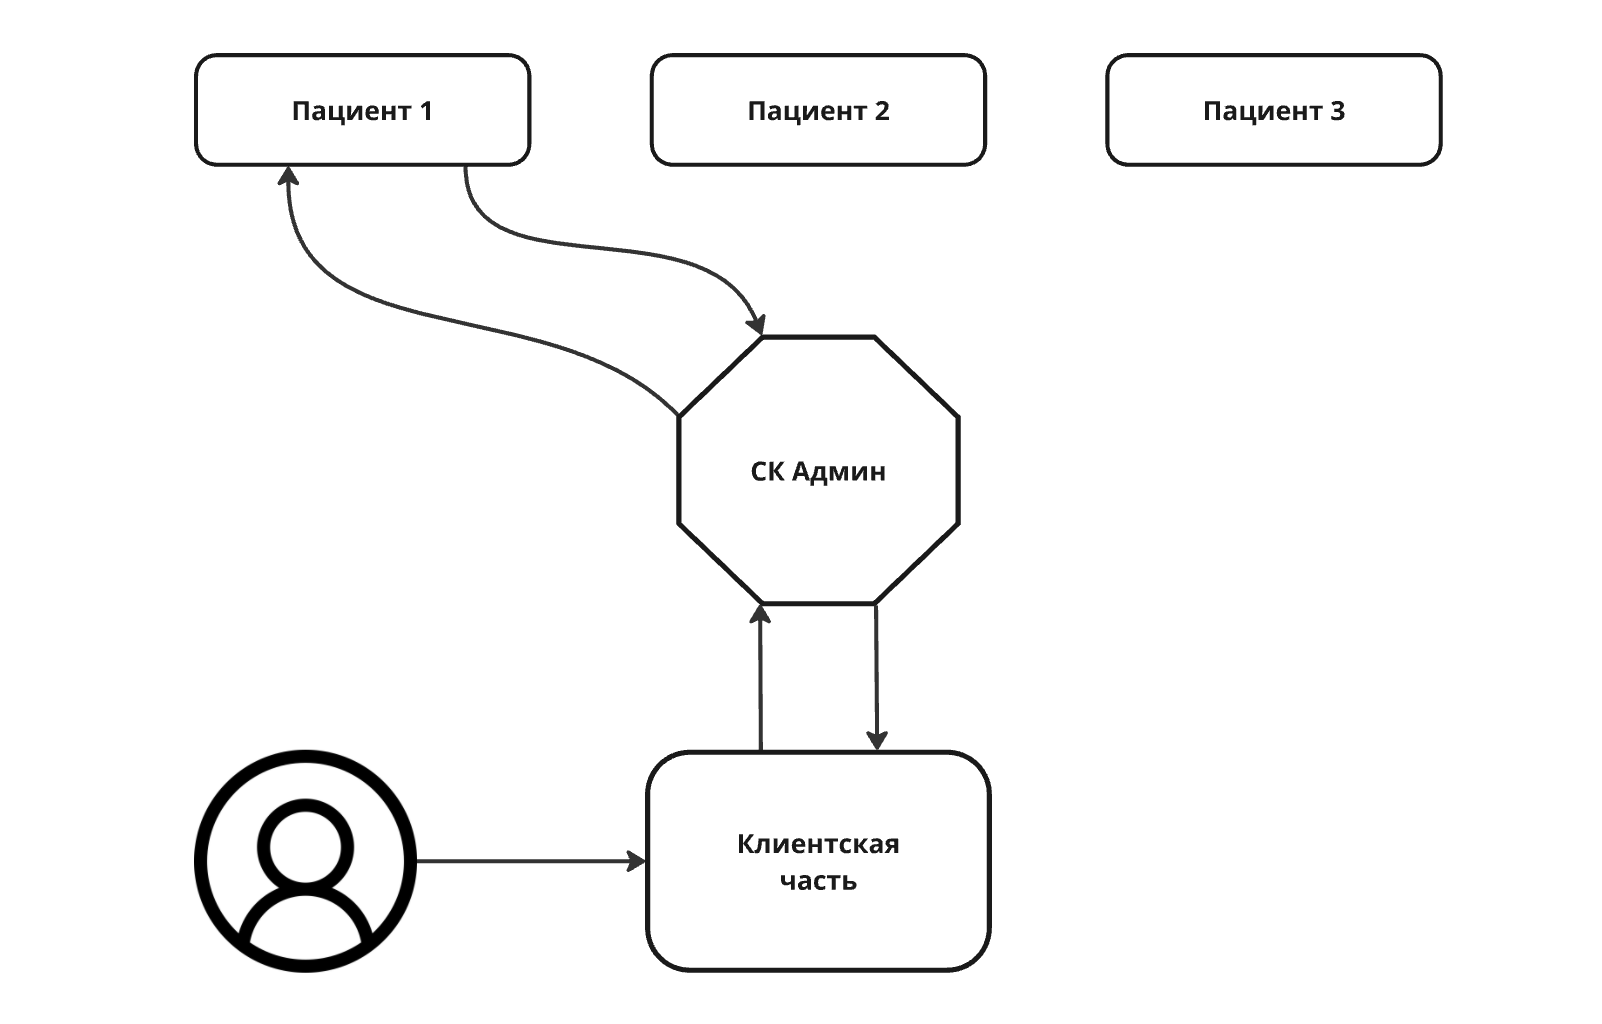 Пациент 1
Пациент 2
Пациент 3
СК Админ
Клиентская
часть